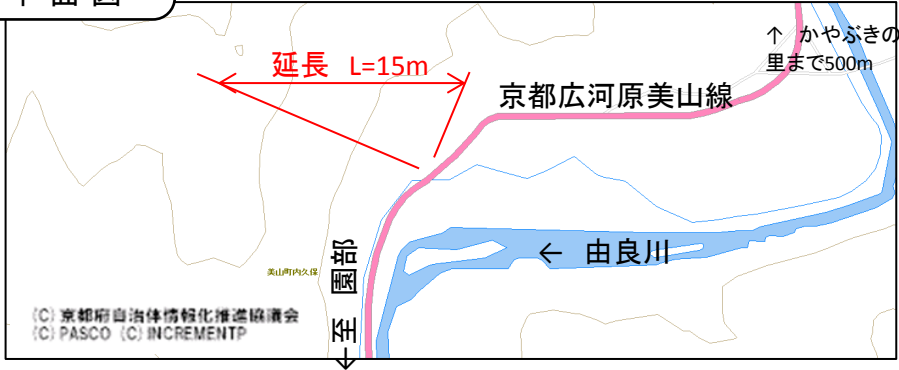 平面図
延長 L=15m
↑ かやぶきの
里まで500m
京都広河原美山線
← 由良川
←至 園部
美山町内久保
(C) 京都府自治体情報化推進協議会
(C) PASCO (C) INCREMENTP